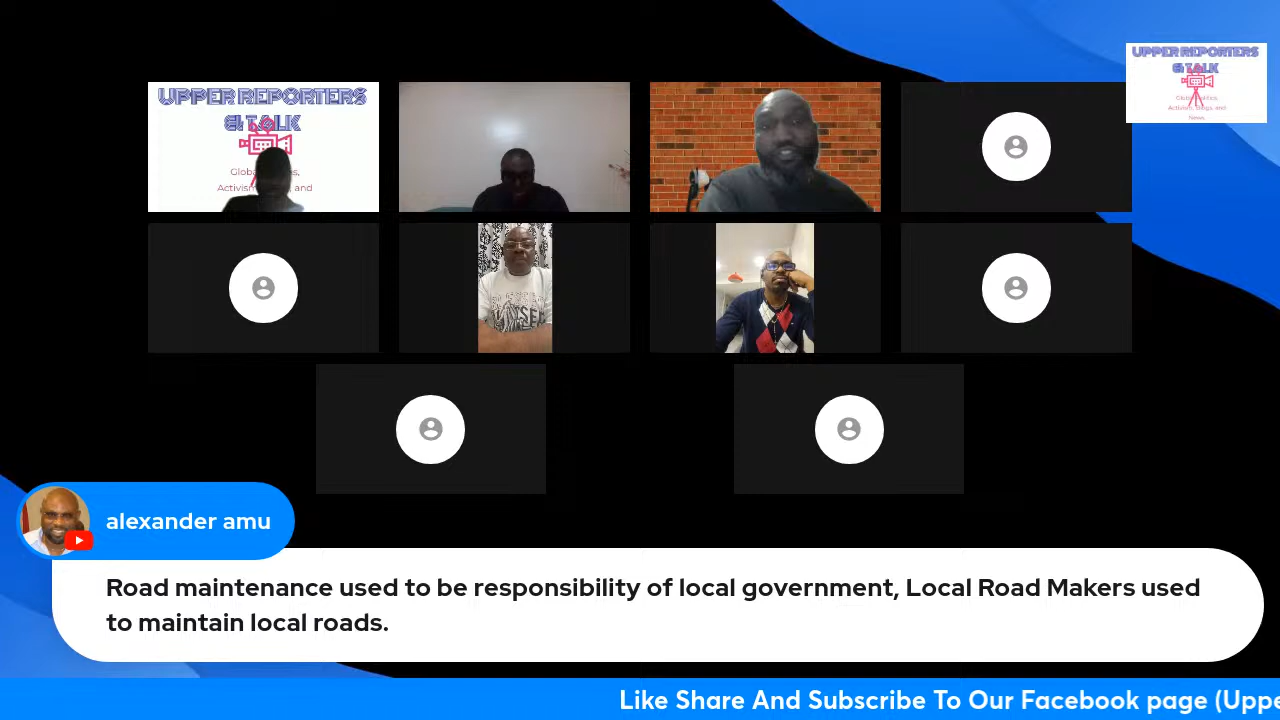 UPPER REPORTERS
& TALK
UPPER REPORTERS
& TALK
alexander amu
Road maintenance used to be responsibility of local government, Local Road Makers used
to maintain local roads.
Like Share And Subscribe To Our Facebook page (Uppe